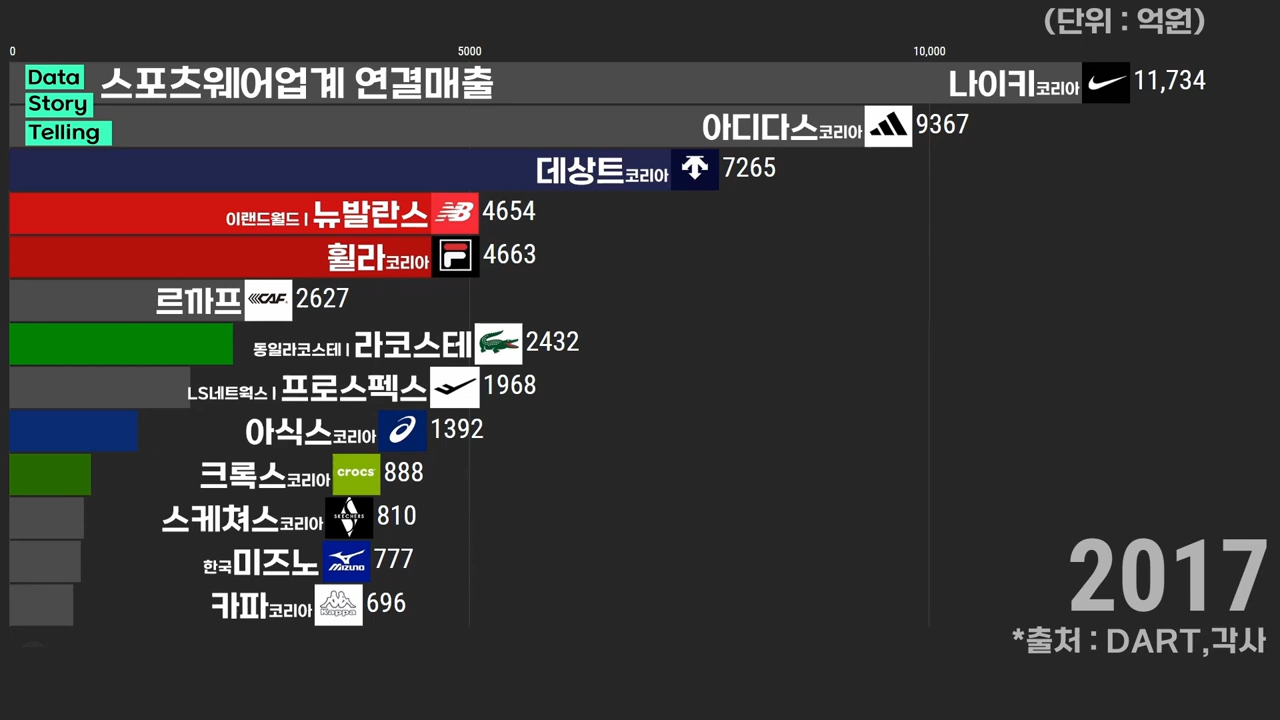 (단위 : 억원)
0 5000 10,000
Data
Story
Telling
스포츠웨어업계 연결매출
나이키코리아 11,734
아디다스코리아 9367
데상트코리아 7265
이랜드월드 | 뉴발란스 NB 4654
휠라코리아 F 4663
르까프 CAF 2627
동일라코스테 | 라코스테 2432
LS네트웍스 | 프로스펙스 1968
아식스코리아 1392
크록스코리아 crocs 888
스케쳐스코리아 SKECHERS 810
한국미즈노 MIZUNO 777
카파코리아 Kappa 696
2017
*출처 : DART,각사